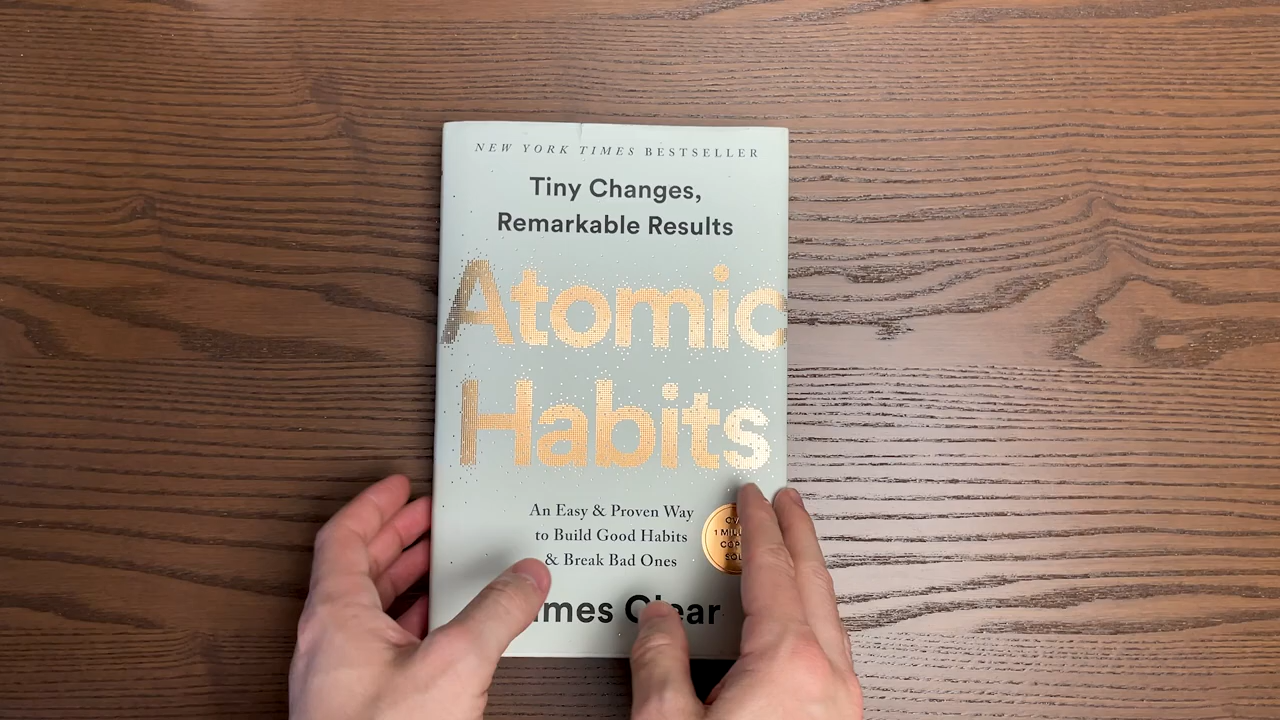 NEW YORK TIMES BESTSELLER
Tiny Changes,
Remarkable Results
Atomic
Habits
An Easy & Proven Way
to Build Good Habits
& Break Bad Ones
1